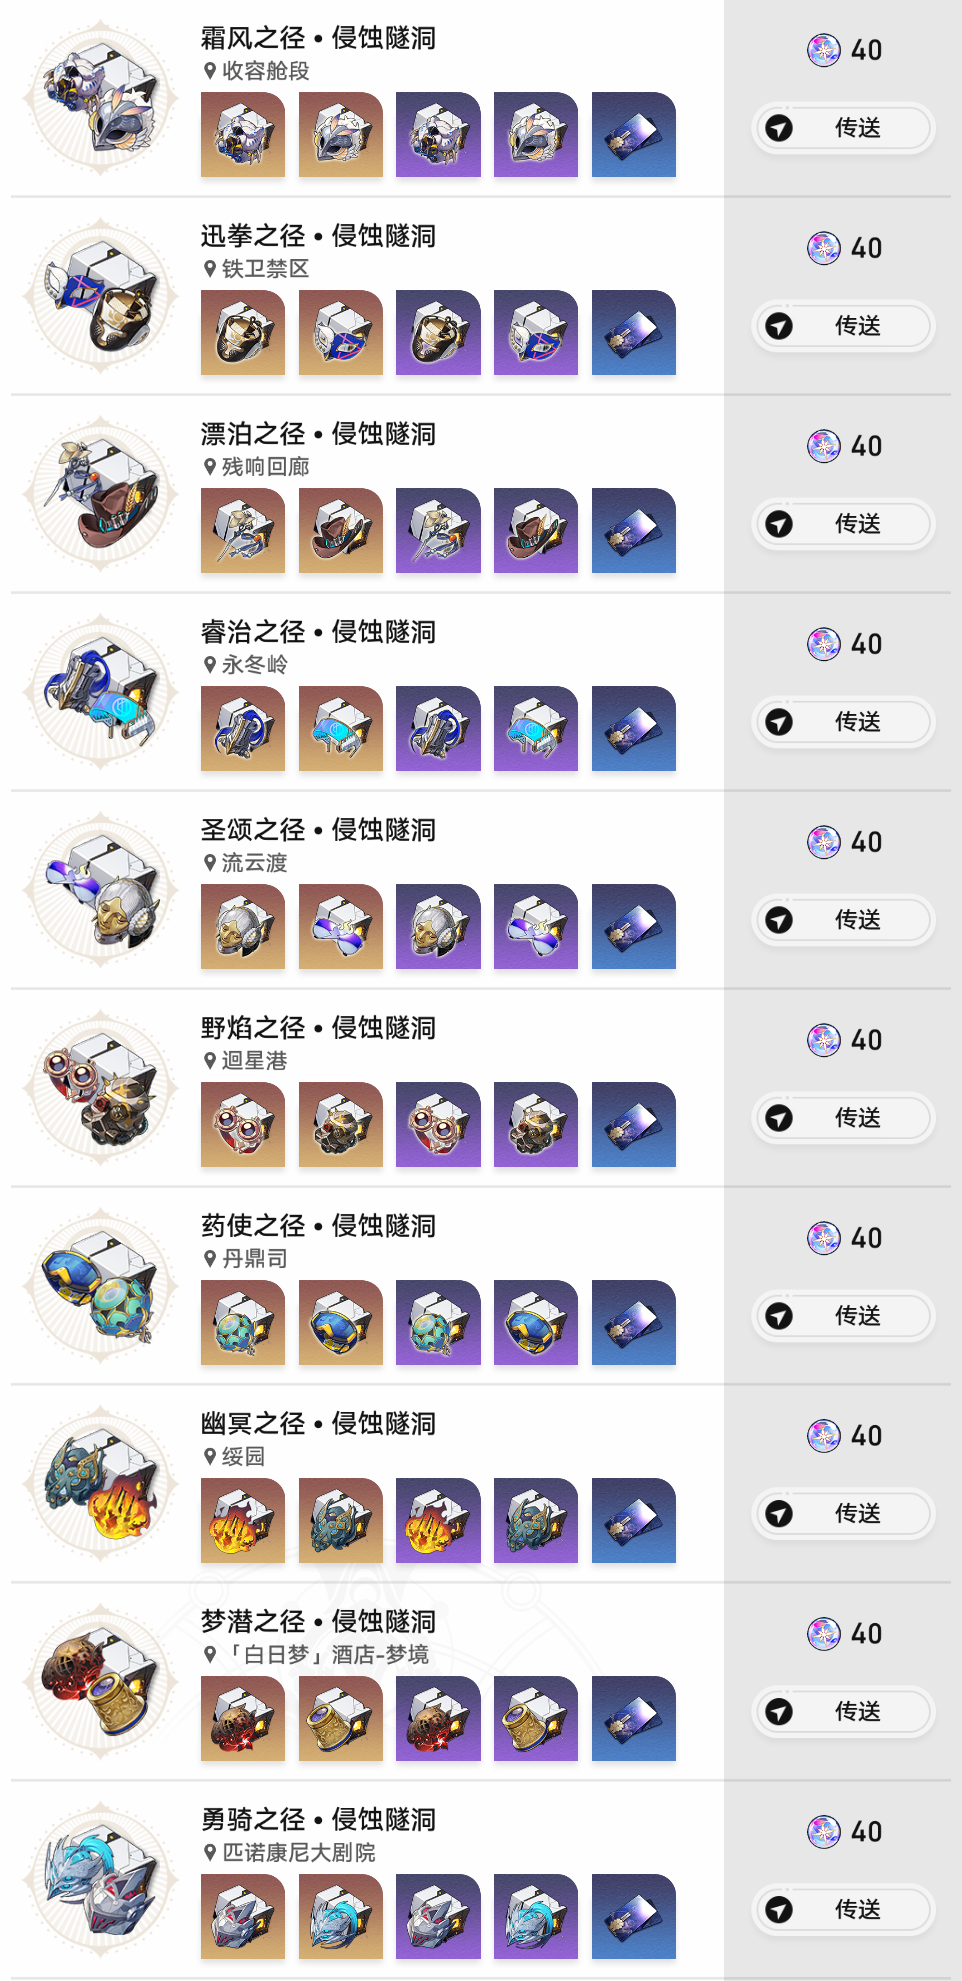 霜风之径 • 侵蚀隧洞
40
收容舱段
传送
迅拳之径 • 侵蚀隧洞
40
铁卫禁区
传送
漂泊之径 • 侵蚀隧洞
40
残响回廊
传送
睿治之径 • 侵蚀隧洞
40
永冬岭
传送
圣颂之径 • 侵蚀隧洞
40
流云渡
传送
野焰之径 • 侵蚀隧洞
40
迴星港
传送
药使之径 • 侵蚀隧洞
40
丹鼎司
传送
幽冥之径 • 侵蚀隧洞
40
绥园
传送
梦潜之径 • 侵蚀隧洞
40
「白日梦」酒店-梦境
传送
勇骑之径 • 侵蚀隧洞
40
匹诺康尼大剧院
传送